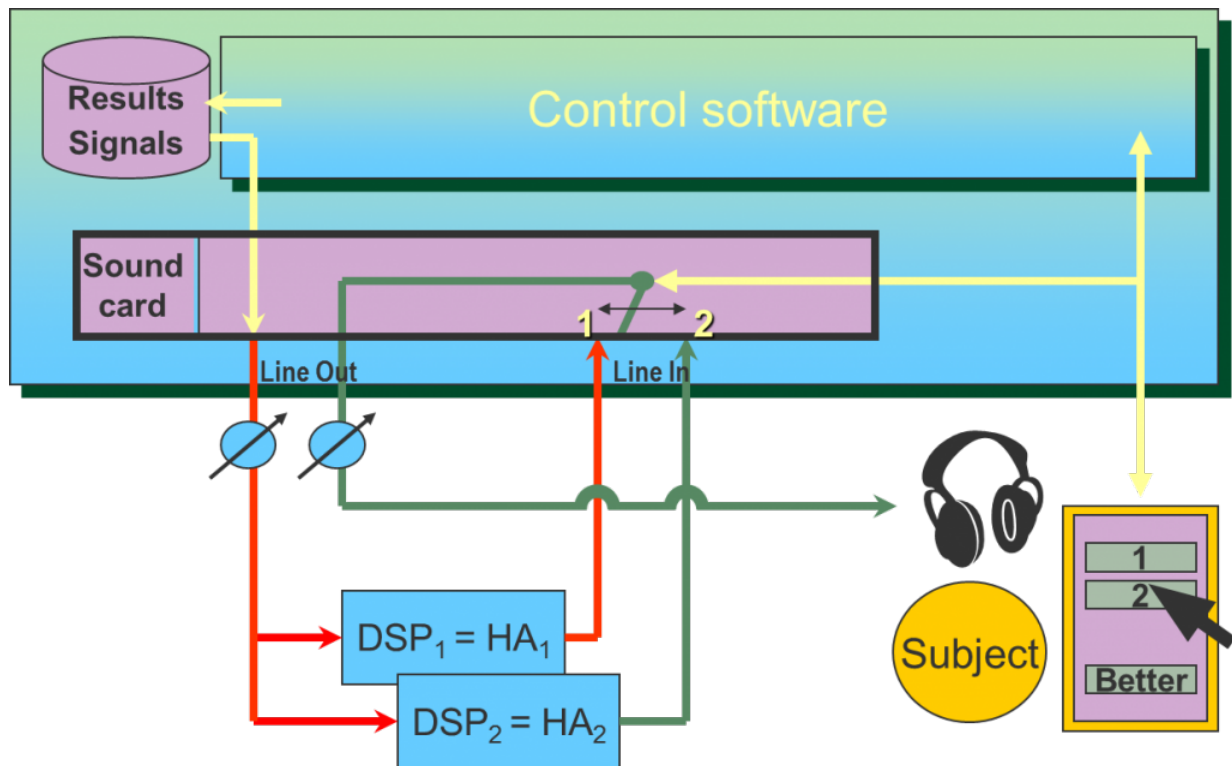 Results
Signals
Control software
Sound
card
1
2
Line Out
Line In
1
2
Better
Subject
DSP₁ = HA₁
DSP₂ = HA₂